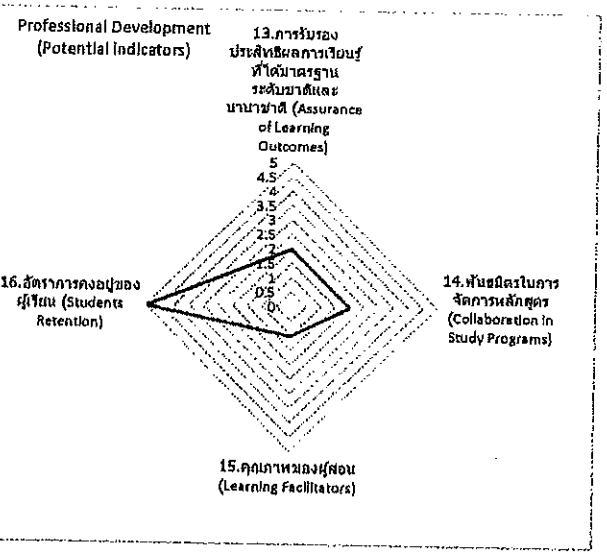 Professional Development
(Potential Indicators)
13.การรับรอง
ประสิทธิผลการเรียนรู้
ที่ได้มาตรฐาน
ระดับชาติและ
นานาชาติ (Assurance
of Learning
Outcomes)
5
4.5
4
3.5
3
2.5
2
1.5
1
0.5
0
16.อัตราการคงอยู่ของ
ผู้เรียน (Students
Retention)
14.พันธมิตรในการ
จัดการหลักสูตร
(Collaboration in
Study Programs)
15.คุณภาพของผู้สอน
(Learning Facilitators)